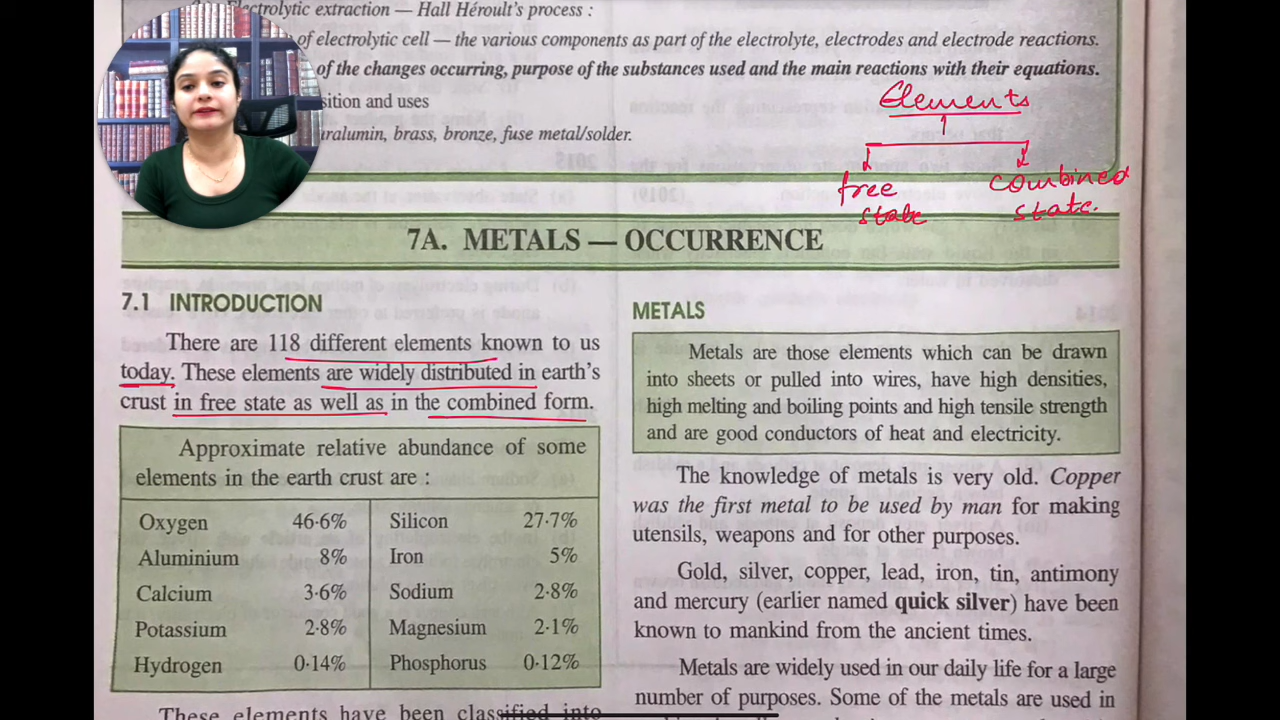 Electrolytic extraction — Hall Héroult's process :
of electrolytic cell — the various components as part of the electrolyte, electrodes and electrode reactions.
of the changes occurring, purpose of the substances used and the main reactions with their equations.
sition and uses
uralumin, brass, bronze, fuse metal/solder.
Elements
free state
combined state.
7A. METALS — OCCURRENCE
7.1 INTRODUCTION
There are 118 different elements known to us
today. These elements are widely distributed in earth's
crust in free state as well as in the combined form.
Approximate relative abundance of some
elements in the earth crust are :
Oxygen 46·6% Silicon 27·7%
Aluminium 8% Iron 5%
Calcium 3·6% Sodium 2·8%
Potassium 2·8% Magnesium 2·1%
Hydrogen 0·14% Phosphorus 0·12%
These elements have been classified into
METALS
Metals are those elements which can be drawn
into sheets or pulled into wires, have high densities,
high melting and boiling points and high tensile strength
and are good conductors of heat and electricity.
The knowledge of metals is very old. Copper
was the first metal to be used by man for making
utensils, weapons and for other purposes.
Gold, silver, copper, lead, iron, tin, antimony
and mercury (earlier named quick silver) have been
known to mankind from the ancient times.
Metals are widely used in our daily life for a large
number of purposes. Some of the metals are used in